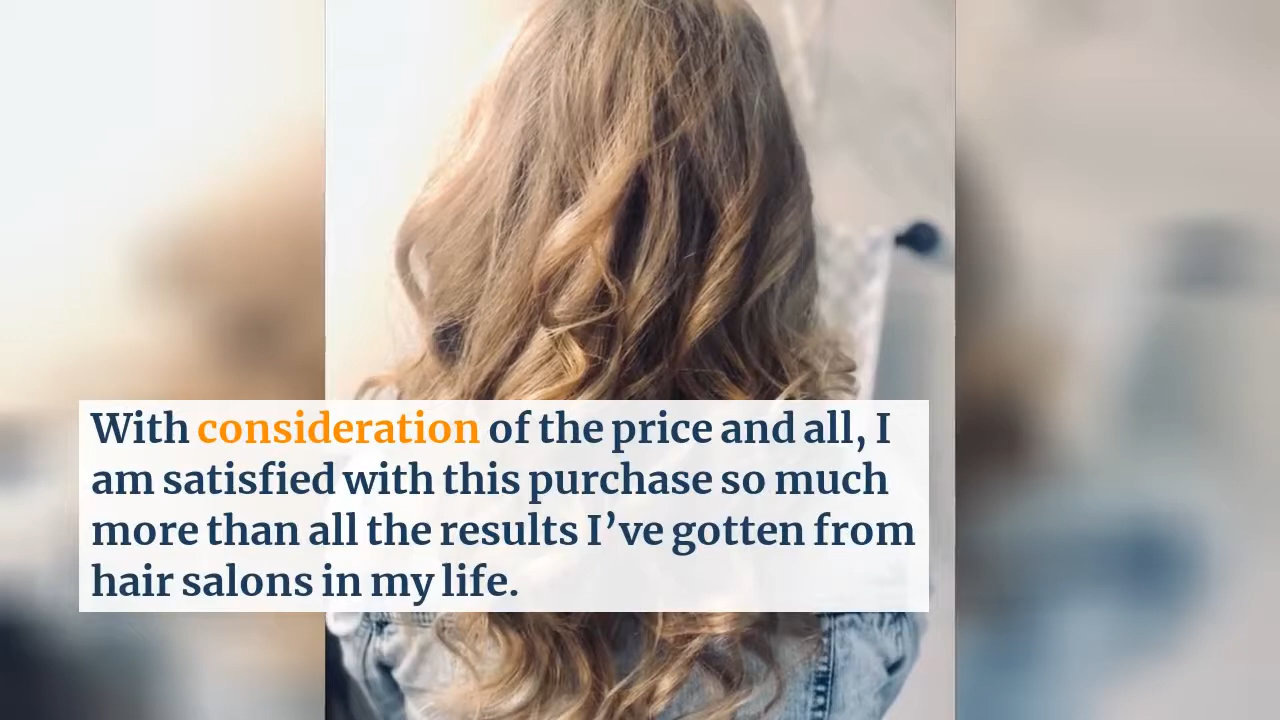 With consideration of the price and all, I
am satisfied with this purchase so much
more than all the results I’ve gotten from
hair salons in my life.